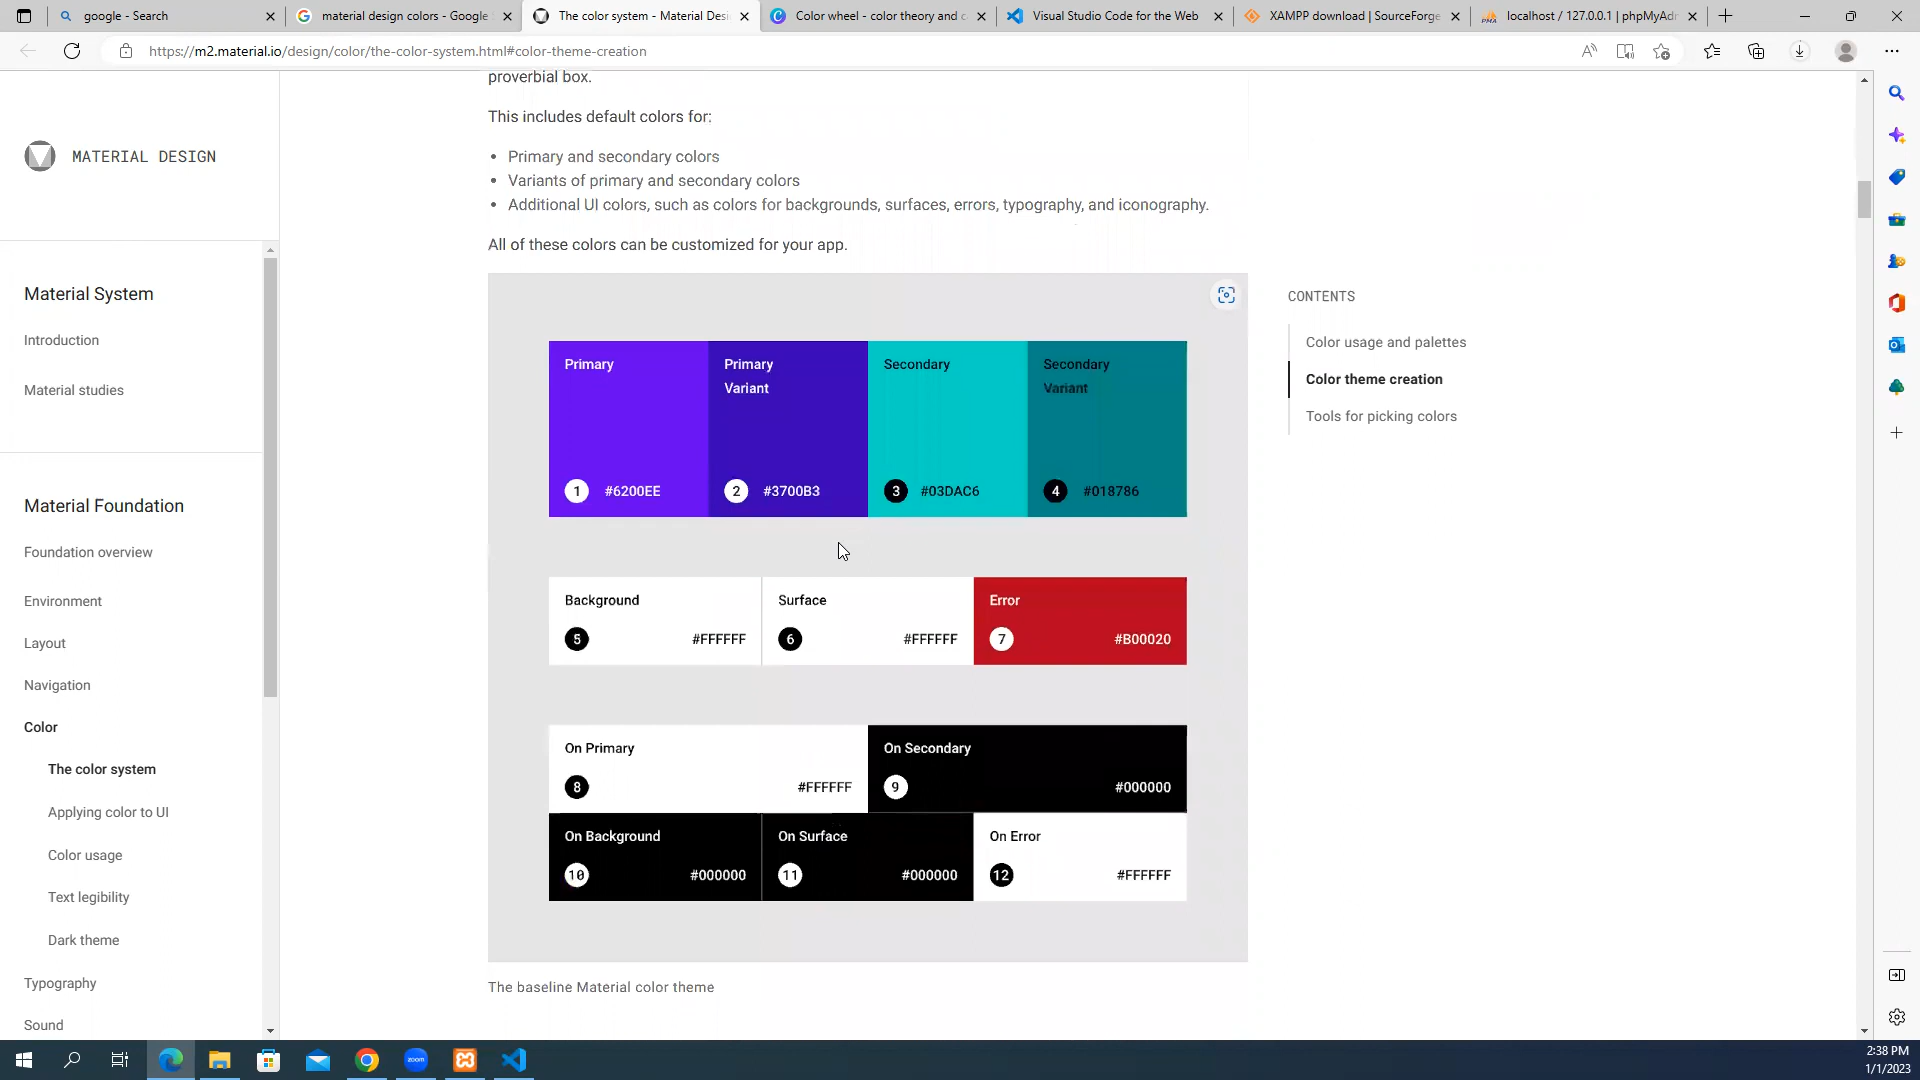 google - Search
material design colors - Google S
The color system - Material Desi
Color wheel - color theory and c
Visual Studio Code for the Web
XAMPP download | SourceForge
localhost / 127.0.0.1 | phpMyAdr
https://m2.material.io/design/color/the-color-system.html#color-theme-creation
MATERIAL DESIGN
Material System
Introduction
Material studies
Material Foundation
Foundation overview
Environment
Layout
Navigation
Color
The color system
Applying color to UI
Color usage
Text legibility
Dark theme
Typography
Sound
proverbial box.
This includes default colors for:
• Primary and secondary colors
• Variants of primary and secondary colors
• Additional UI colors, such as colors for backgrounds, surfaces, errors, typography, and iconography.
All of these colors can be customized for your app.
Primary
1 #6200EE
Primary
Variant
2 #3700B3
Secondary
3 #03DAC6
Secondary
Variant
4 #018786
Background
5 #FFFFFF
Surface
6 #FFFFFF
Error
7 #B00020
On Primary
8 #FFFFFF
On Secondary
9 #000000
On Background
10 #000000
On Surface
11 #000000
On Error
12 #FFFFFF
The baseline Material color theme
CONTENTS
Color usage and palettes
Color theme creation
Tools for picking colors
zoom
2:38 PM
1/1/2023